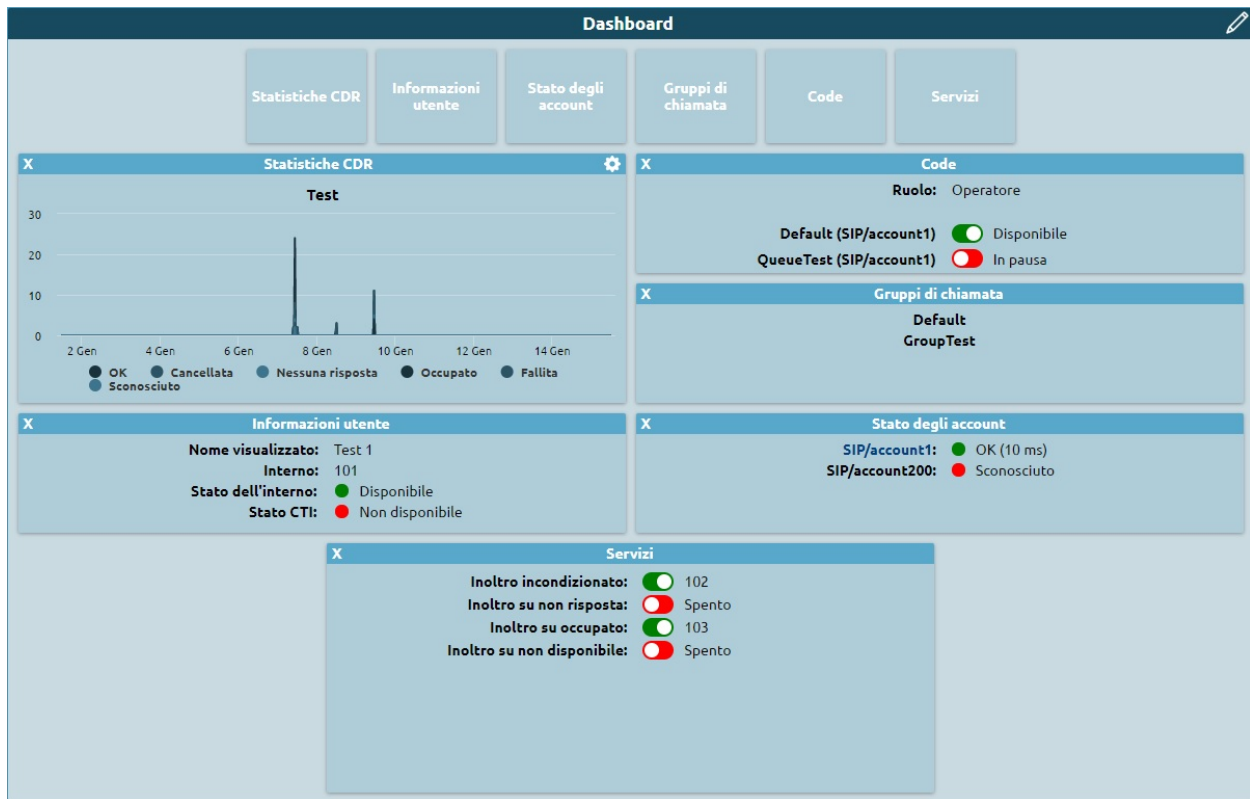 Dashboard
Statistiche CDR
Informazioni
utente
Stato degli
account
Gruppi di
chiamata
Code
Servizi
X Statistiche CDR
Test
30
20
10
0
2 Gen 4 Gen 6 Gen 8 Gen 10 Gen 12 Gen 14 Gen
OK Cancellata Nessuna risposta Occupato Fallita
Sconosciuto
X Code
Ruolo: Operatore
Default (SIP/account1) Disponibile
QueueTest (SIP/account1) In pausa
X Gruppi di chiamata
Default
GroupTest
X Informazioni utente
Nome visualizzato: Test 1
Interno: 101
Stato dell'interno: Disponibile
Stato CTI: Non disponibile
X Stato degli account
SIP/account1: OK (10 ms)
SIP/account200: Sconosciuto
X Servizi
Inoltro incondizionato: 102
Inoltro su non risposta: Spento
Inoltro su occupato: 103
Inoltro su non disponibile: Spento